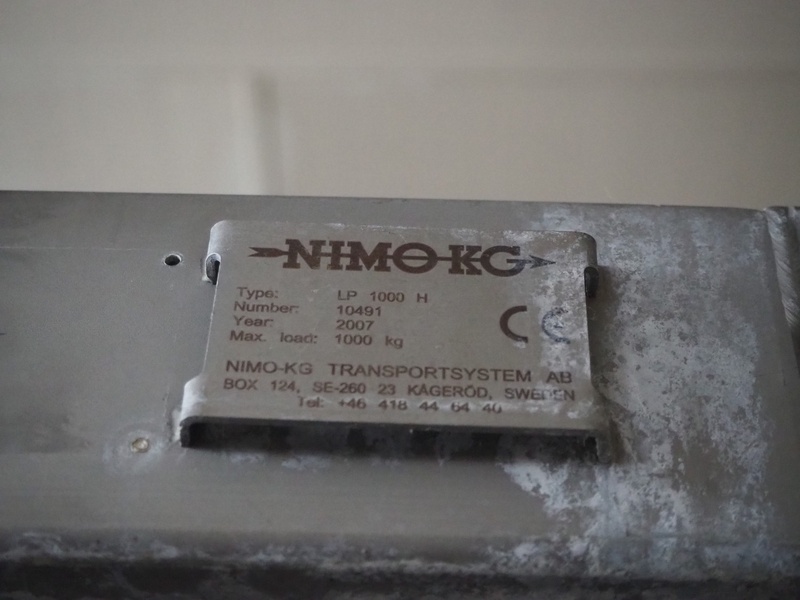 NIMO-KG
Type: LP 1000 H
Number: 10491
Year: 2007
Max. load: 1000 kg
CE
NIMO-KG TRANSPORTSYSTEM AB
BOX 124, SE-260 23 KÅGERÖD, SWEDEN
Tel: +46 418 44 64 40